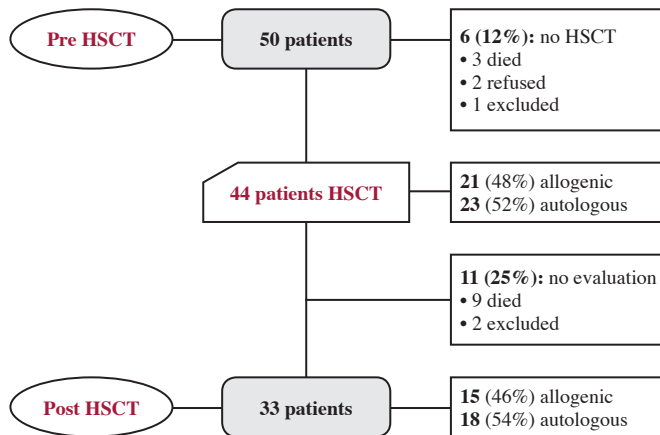 Pre HSCT
50 patients
6 (12%): no HSCT
• 3 died
• 2 refused
• 1 excluded
44 patients HSCT
21 (48%) allogenic
23 (52%) autologous
11 (25%): no evaluation
• 9 died
• 2 excluded
Post HSCT
33 patients
15 (46%) allogenic
18 (54%) autologous